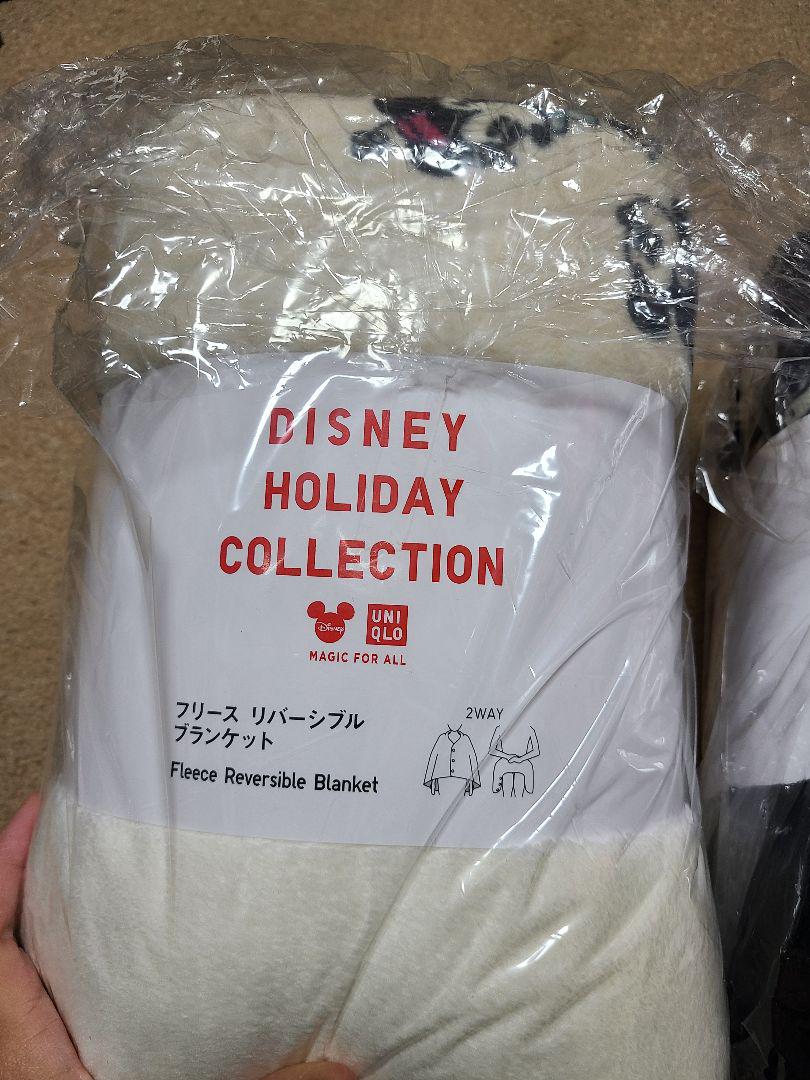 DISNEY
HOLIDAY
COLLECTION
Disney
UNI
QLO
MAGIC FOR ALL
フリース リバーシブル
ブランケット
Fleece Reversible Blanket
2WAY